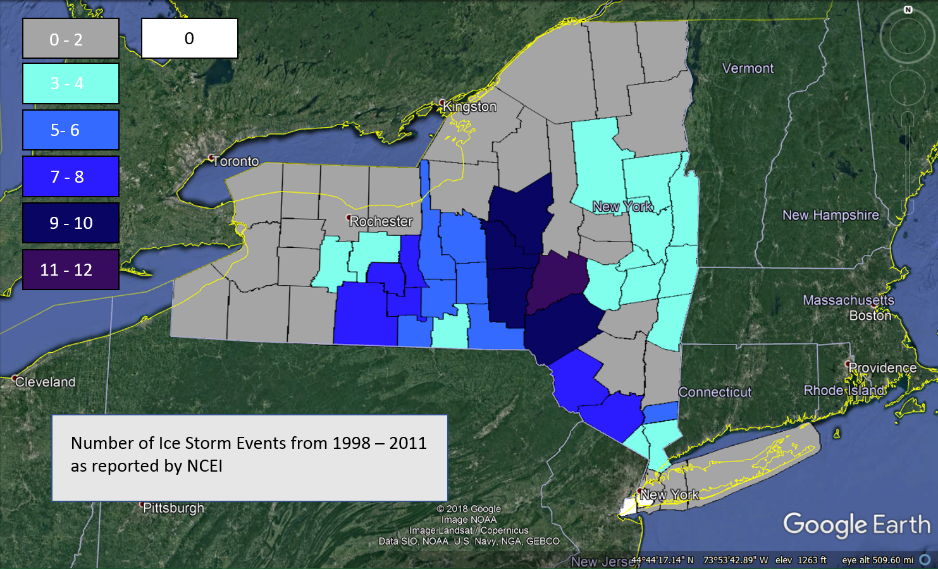 0 - 2
0
3 - 4
5- 6
7 - 8
9 - 10
11 - 12
N
Vermont
Kingston
Toronto
New York
New Hampshire
Rochester
Massachusetts
Boston
Providence
Cleveland
Connecticut
Rhode Island
Number of Ice Storm Events from 1998 – 2011
as reported by NCEI
New York
Pittsburgh
© 2018 Google
Image NOAA
Image Landsat / Copernicus
Data SIO, NOAA, U.S. Navy, NGA, GEBCO
Google Earth
New Jersey
44°44'17.14" N 73°53'42.89" W elev 1263 ft eye alt 509.60 mi